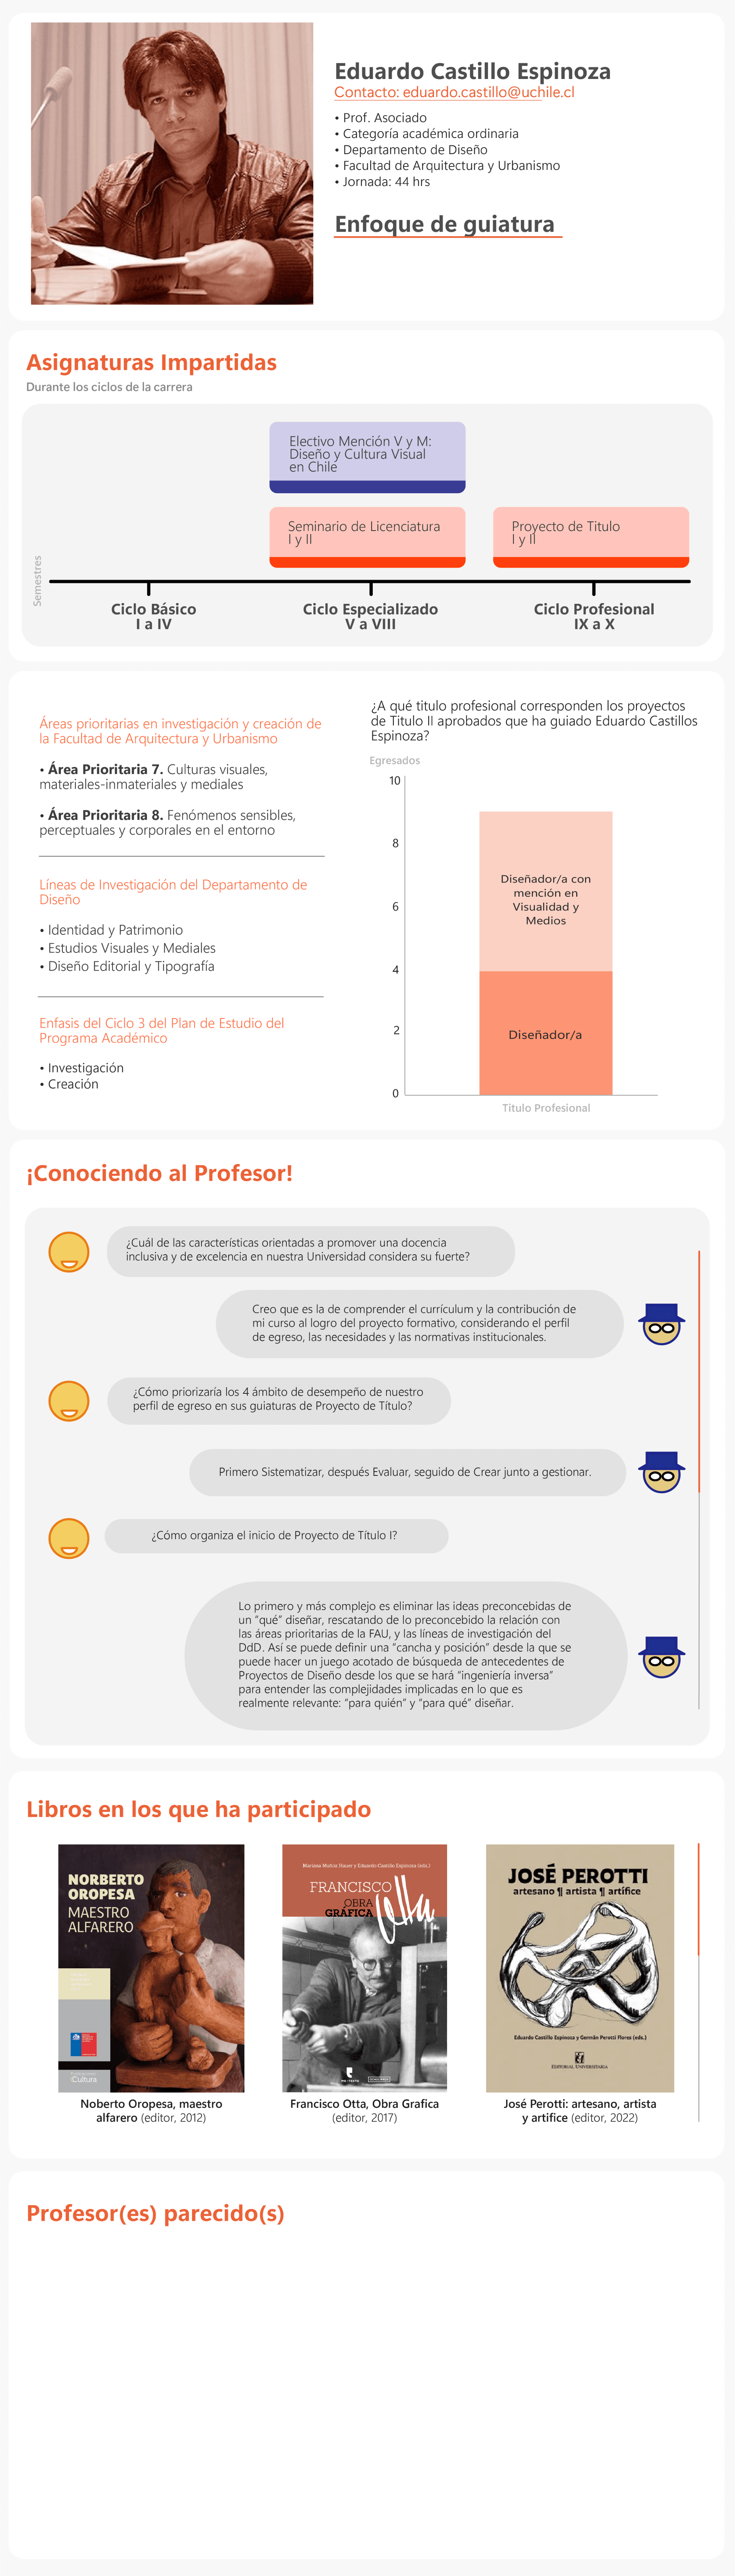 Eduardo Castillo Espinoza
Contacto: eduardo.castillo@uchile.cl
• Prof. Asociado
• Categoría académica ordinaria
• Departamento de Diseño
• Facultad de Arquitectura y Urbanismo
• Jornada: 44 hrs
Enfoque de guiatura
Asignaturas Impartidas
Durante los ciclos de la carrera
Electivo Mención V y M:
Diseño y Cultura Visual
en Chile
Seminario de Licenciatura
I y II
Proyecto de Titulo
I y II
Semestres
Ciclo Básico
I a IV
Ciclo Especializado
V a VIII
Ciclo Profesional
IX a X
Áreas prioritarias en investigación y creación de
la Facultad de Arquitectura y Urbanismo
• Área Prioritaria 7. Culturas visuales,
materiales-inmateriales y mediales
• Área Prioritaria 8. Fenómenos sensibles,
perceptuales y corporales en el entorno
Líneas de Investigación del Departamento de
Diseño
• Identidad y Patrimonio
• Estudios Visuales y Mediales
• Diseño Editorial y Tipografía
Enfasis del Ciclo 3 del Plan de Estudio del
Programa Académico
• Investigación
• Creación
¿A qué titulo profesional corresponden los proyectos
de Titulo II aprobados que ha guiado Eduardo Castillos
Espinoza?
Egresados
10
8
6
4
2
0
Diseñador/a con
mención en
Visualidad y
Medios
Diseñador/a
Titulo Profesional
¡Conociendo al Profesor!
¿Cuál de las características orientadas a promover una docencia
inclusiva y de excelencia en nuestra Universidad considera su fuerte?
Creo que es la de comprender el currículum y la contribución de
mi curso al logro del proyecto formativo, considerando el perfil
de egreso, las necesidades y las normativas institucionales.
¿Cómo priorizaría los 4 ámbito de desempeño de nuestro
perfil de egreso en sus guiaturas de Proyecto de Título?
Primero Sistematizar, después Evaluar, seguido de Crear junto a gestionar.
¿Cómo organiza el inicio de Proyecto de Título I?
Lo primero y más complejo es eliminar las ideas preconcebidas de
un “qué” diseñar, rescatando de lo preconcebido la relación con
las áreas prioritarias de la FAU, y las líneas de investigación del
DdD. Así se puede definir una “cancha y posición” desde la que se
puede hacer un juego acotado de búsqueda de antecedentes de
Proyectos de Diseño desde los que se hará “ingeniería inversa”
para entender las complejidades implicadas en lo que es
realmente relevante: “para quién” y “para qué” diseñar.
Libros en los que ha participado
NORBERTO
OROPESA
MAESTRO
ALFARERO
Cultura
Mariana Muñoz Hauer y Eduardo Castillo Espinoza (eds.)
FRANCISCO
Otta
OBRA
GRÁFICA
JOSÉ PEROTTI
artesano ¶ artista ¶ artífice
Eduardo Castillo Espinoza y Germán Perotti Flores (eds.)
EDITORIAL UNIVERSITARIA
Noberto Oropesa, maestro
alfarero (editor, 2012)
Francisco Otta, Obra Grafica
(editor, 2017)
José Perotti: artesano, artista
y artifice (editor, 2022)
Profesor(es) parecido(s)